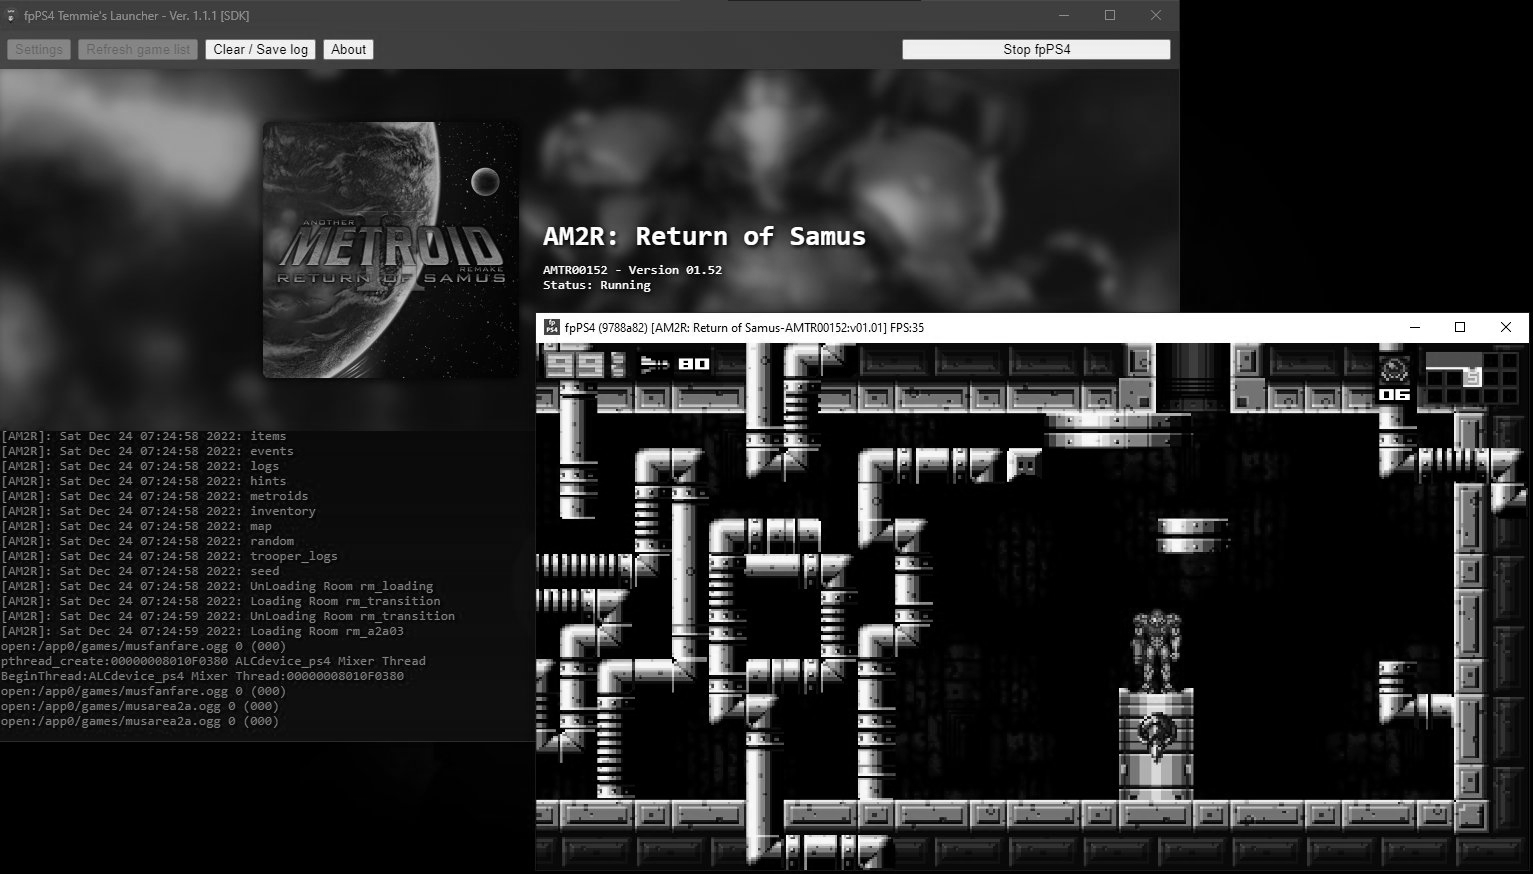 fpPS4 Temmie's Launcher - Ver. 1.1.1 [SDK]
Settings
Refresh game list
Clear / Save log
About
Stop fpPS4
ANOTHER
METROID
II
REMAKE
RETURN OF SAMUS
AM2R: Return of Samus
AMTR00152 - Version 01.52
Status: Running
[AM2R]: Sat Dec 24 07:24:58 2022: items
[AM2R]: Sat Dec 24 07:24:58 2022: events
[AM2R]: Sat Dec 24 07:24:58 2022: logs
[AM2R]: Sat Dec 24 07:24:58 2022: hints
[AM2R]: Sat Dec 24 07:24:58 2022: metroids
[AM2R]: Sat Dec 24 07:24:58 2022: inventory
[AM2R]: Sat Dec 24 07:24:58 2022: map
[AM2R]: Sat Dec 24 07:24:58 2022: random
[AM2R]: Sat Dec 24 07:24:58 2022: trooper_logs
[AM2R]: Sat Dec 24 07:24:58 2022: seed
[AM2R]: Sat Dec 24 07:24:58 2022: UnLoading Room rm_loading
[AM2R]: Sat Dec 24 07:24:58 2022: Loading Room rm_transition
[AM2R]: Sat Dec 24 07:24:59 2022: UnLoading Room rm_transition
[AM2R]: Sat Dec 24 07:24:59 2022: Loading Room rm_a2a03
open:/app0/games/musfanfare.ogg 0 (000)
pthread_create:00000008010F0380 ALCdevice_ps4 Mixer Thread
BeginThread:ALCdevice_ps4 Mixer Thread:00000008010F0380
open:/app0/games/musfanfare.ogg 0 (000)
open:/app0/games/musarea2a.ogg 0 (000)
open:/app0/games/musarea2a.ogg 0 (000)
fp
PS4
fpPS4 (9788a82) [AM2R: Return of Samus-AMTR00152:v01.01] FPS:35
99
80
06
S